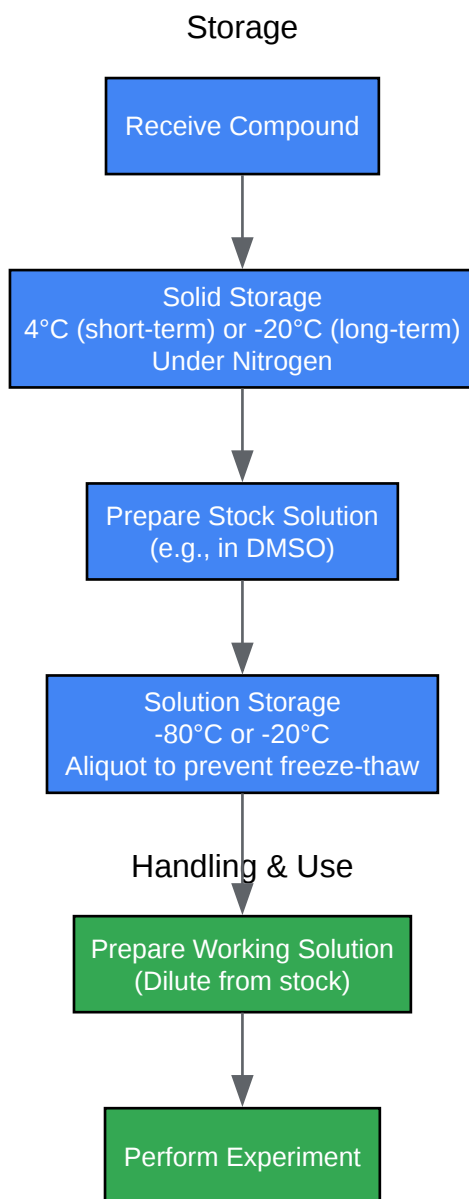 Storage
Receive Compound
Solid Storage
4°C (short-term) or -20°C (long-term)
Under Nitrogen
Prepare Stock Solution
(e.g., in DMSO)
Solution Storage
-80°C or -20°C
Aliquot to prevent freeze-thaw
Handling & Use
Prepare Working Solution
(Dilute from stock)
Perform Experiment